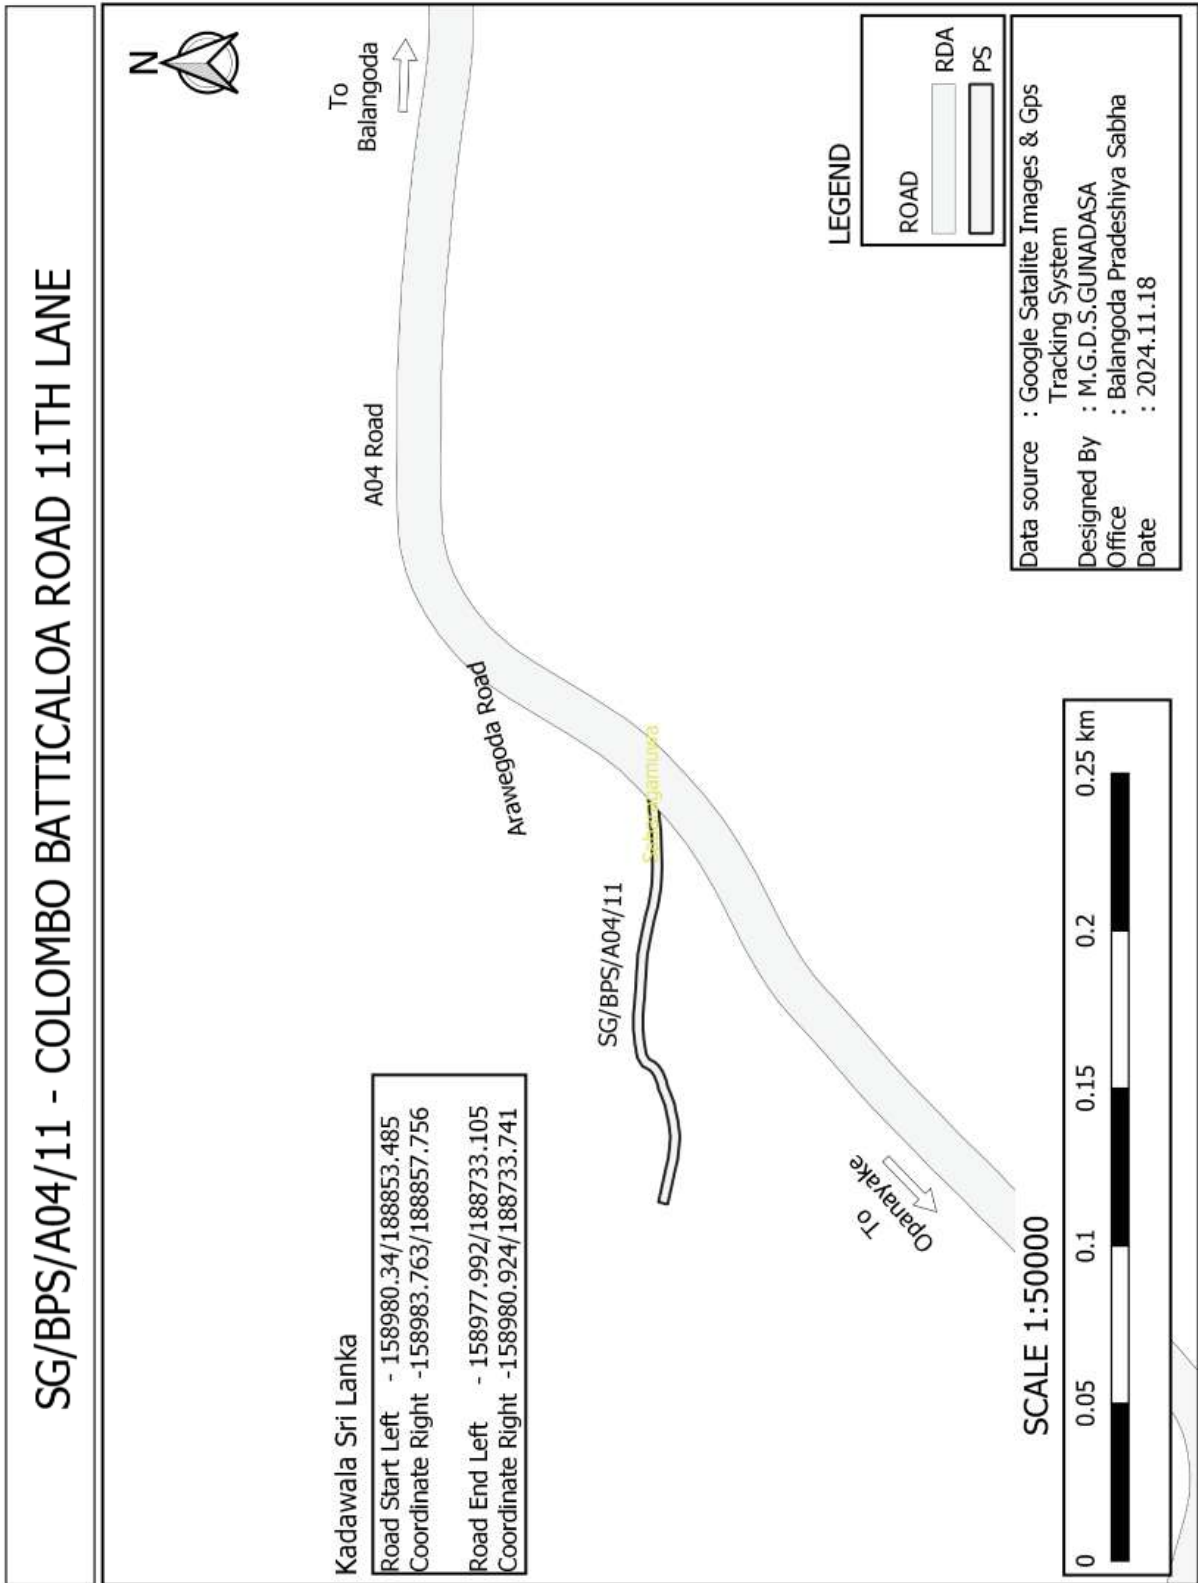 SG/BPS/A04/11 - COLOMBO BATTICALOA ROAD 11TH LANE
N
To
Balangoda
A04 Road
Arawegoda Road
Sabaragamuwa
SG/BPS/A04/11
Kadawala Sri Lanka
Road Start Left - 158980.34/188853.485
Coordinate Right -158983.763/188857.756
Road End Left - 158977.992/188733.105
Coordinate Right -158980.924/188733.741
To
Opanayake
LEGEND
ROAD
RDA
PS
SCALE 1:50000
0 0.05 0.1 0.15 0.2 0.25 km
Data source : Google Satalite Images & Gps
Tracking System
Designed By : M.G.D.S.GUNADASA
Office : Balangoda Pradeshiya Sabha
Date : 2024.11.18